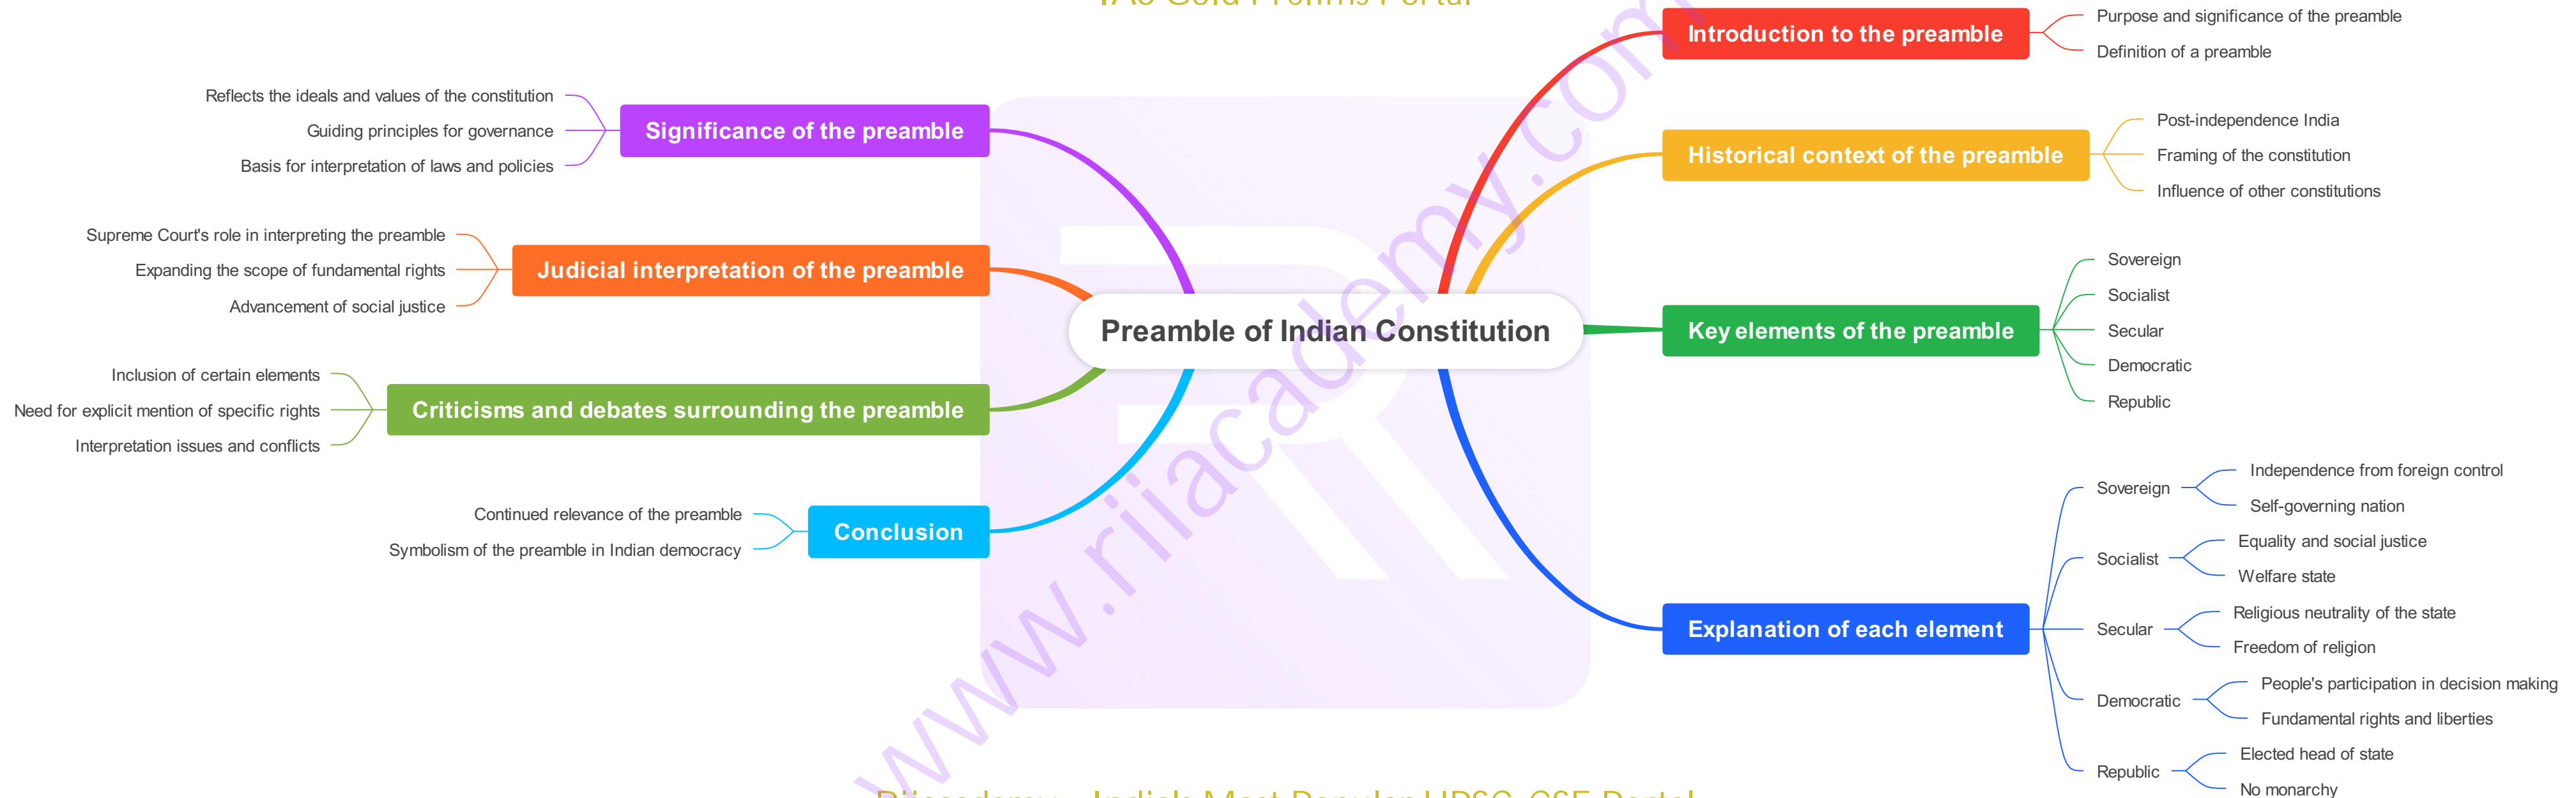 Preamble of Indian Constitution
Introduction to the preamble
Purpose and significance of the preamble
Definition of a preamble
Historical context of the preamble
Post-independence India
Framing of the constitution
Influence of other constitutions
Key elements of the preamble
Sovereign
Socialist
Secular
Democratic
Republic
Explanation of each element
Sovereign
Independence from foreign control
Self-governing nation
Socialist
Equality and social justice
Welfare state
Secular
Religious neutrality of the state
Freedom of religion
Democratic
People's participation in decision making
Fundamental rights and liberties
Republic
Elected head of state
No monarchy
Significance of the preamble
Reflects the ideals and values of the constitution
Guiding principles for governance
Basis for interpretation of laws and policies
Judicial interpretation of the preamble
Supreme Court's role in interpreting the preamble
Expanding the scope of fundamental rights
Advancement of social justice
Criticisms and debates surrounding the preamble
Inclusion of certain elements
Need for explicit mention of specific rights
Interpretation issues and conflicts
Conclusion
Continued relevance of the preamble
Symbolism of the preamble in Indian democracy
www.riiacademy.com